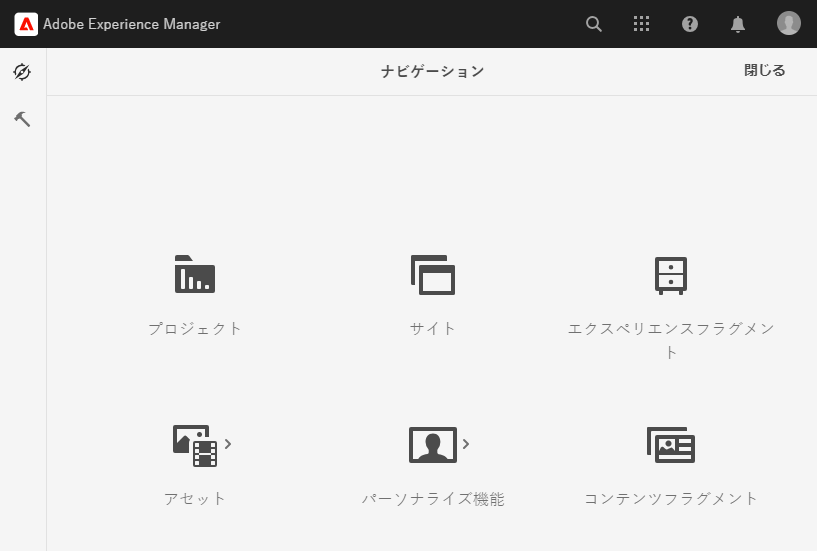 Adobe Experience Manager
ナビゲーション
閉じる
プロジェクト
サイト
エクスペリエンスフラグメン
ト
アセット
パーソナライズ機能
コンテンツフラグメント